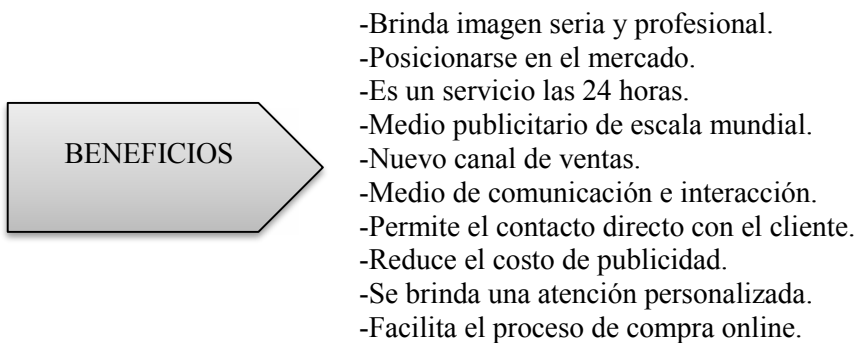 BENEFICIOS
-Brinda imagen seria y profesional.
-Posicionarse en el mercado.
-Es un servicio las 24 horas.
-Medio publicitario de escala mundial.
-Nuevo canal de ventas.
-Medio de comunicación e interacción.
-Permite el contacto directo con el cliente.
-Reduce el costo de publicidad.
-Se brinda una atención personalizada.
-Facilita el proceso de compra online.